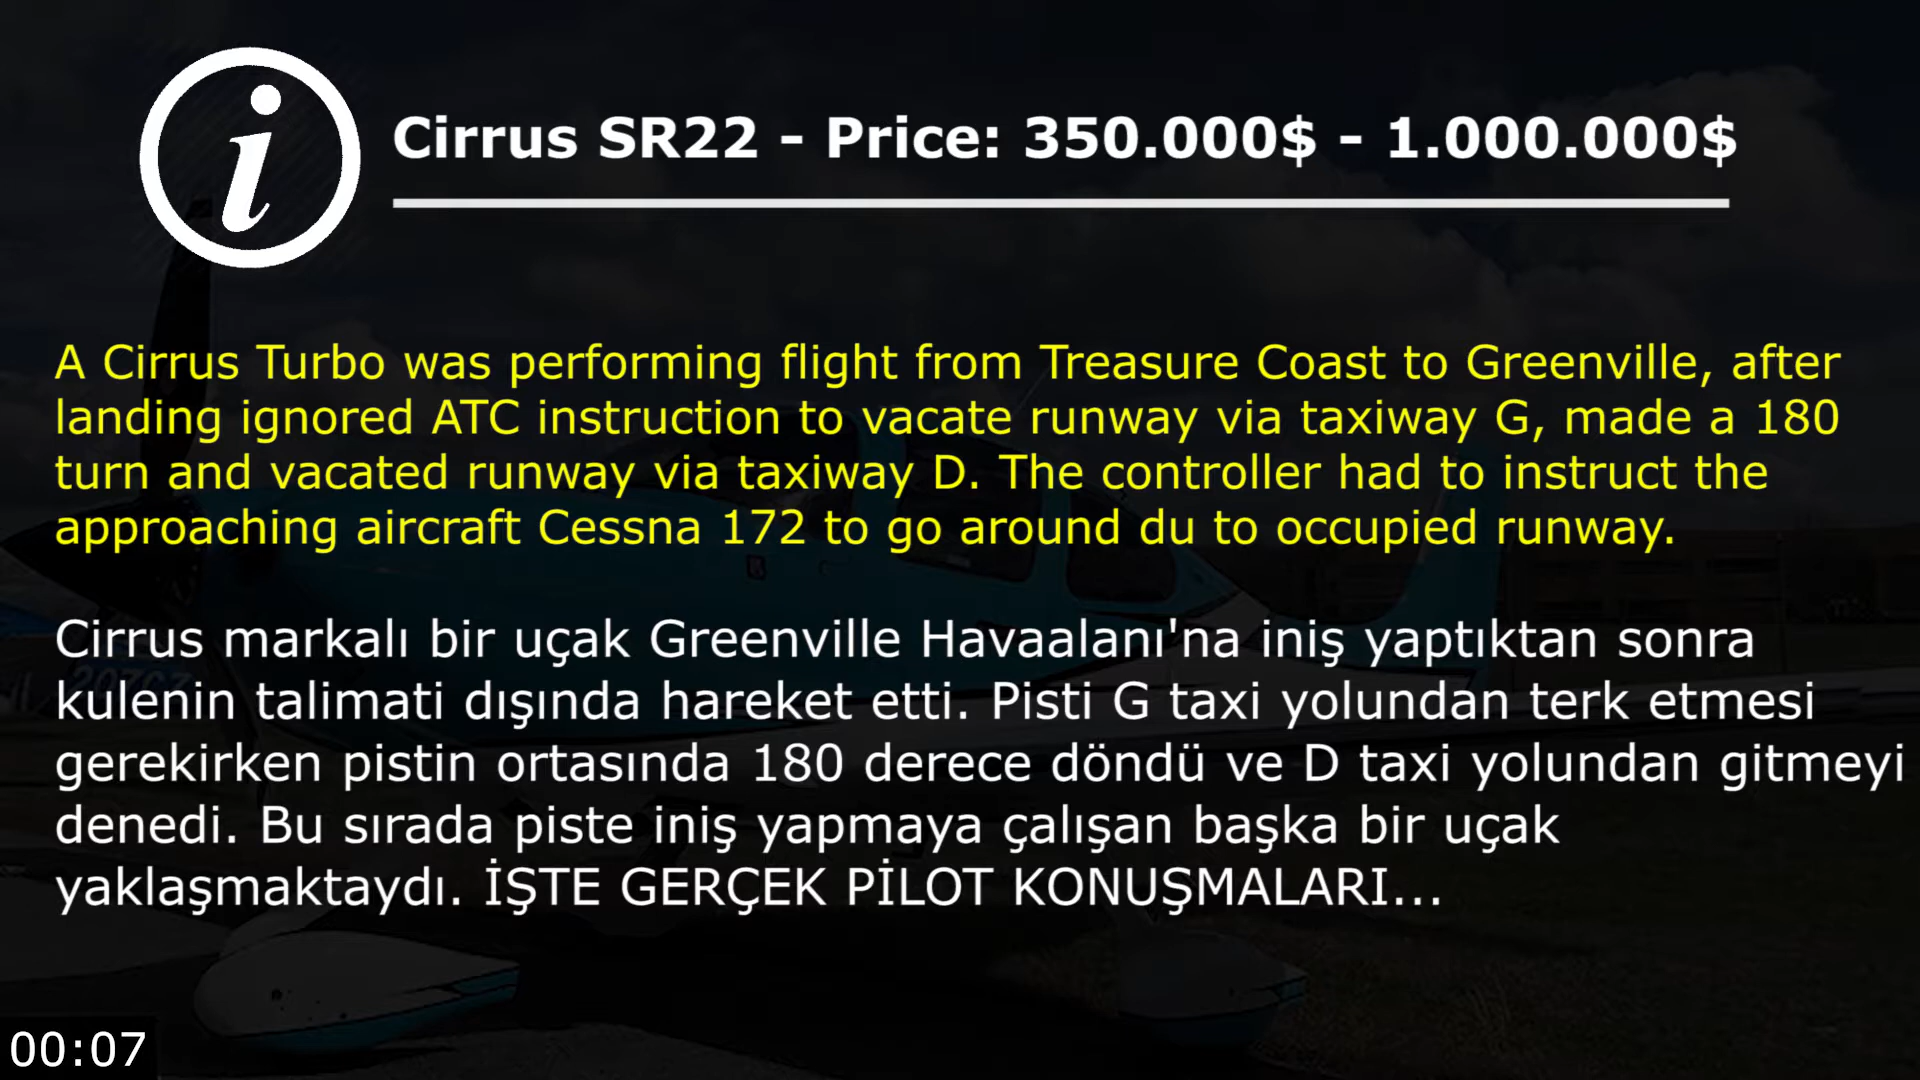 Cirrus SR22 - Price: 350.000$ - 1.000.000$
A Cirrus Turbo was performing flight from Treasure Coast to Greenville, after
landing ignored ATC instruction to vacate runway via taxiway G, made a 180
turn and vacated runway via taxiway D. The controller had to instruct the
approaching aircraft Cessna 172 to go around du to occupied runway.
Cirrus markalı bir uçak Greenville Havaalanı'na iniş yaptıktan sonra
kulenin talimati dışında hareket etti. Pisti G taxi yolundan terk etmesi
gerekirken pistin ortasında 180 derece döndü ve D taxi yolundan gitmeyi
denedi. Bu sırada piste iniş yapmaya çalışan başka bir uçak
yaklaşmaktaydı. İŞTE GERÇEK PİLOT KONUŞMALARI...
00:07